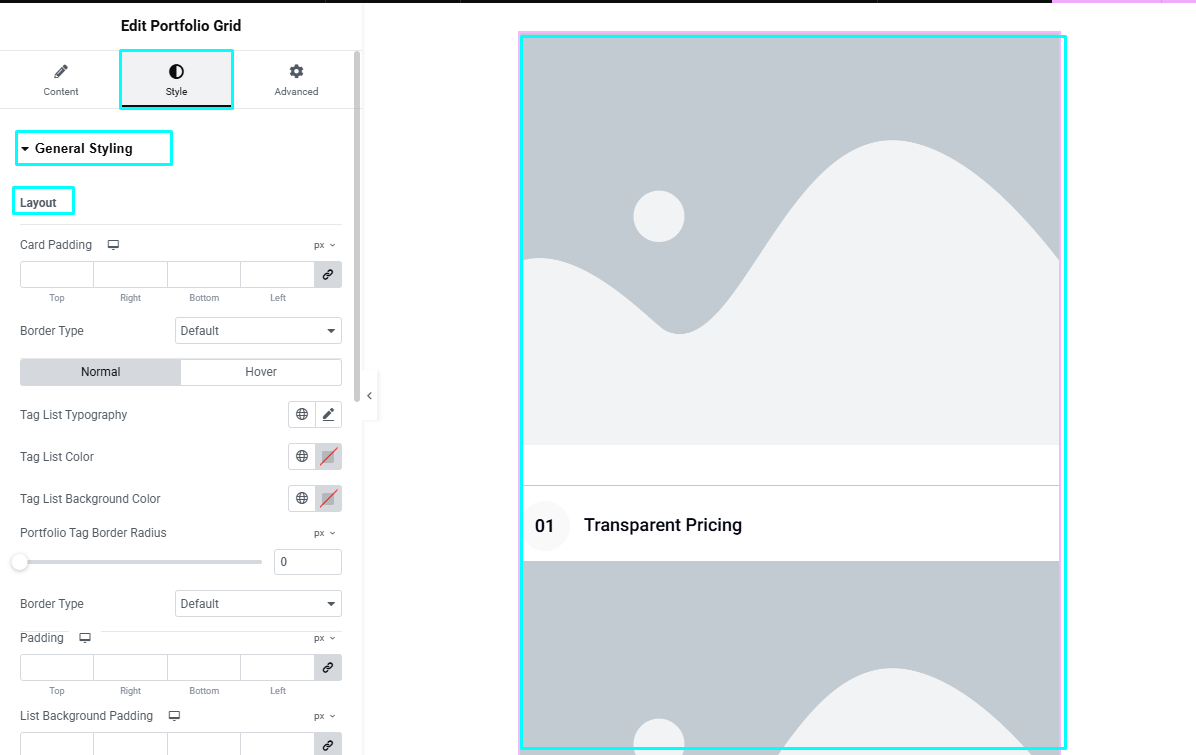 Edit Portfolio Grid
Content Style Advanced
General Styling
Layout
Card Padding px
Top Right Bottom Left
Border Type Default
Normal Hover
Tag List Typography
Tag List Color
Tag List Background Color
Portfolio Tag Border Radius px
0
Border Type Default
Padding px
Top Right Bottom Left
List Background Padding px
01 Transparent Pricing